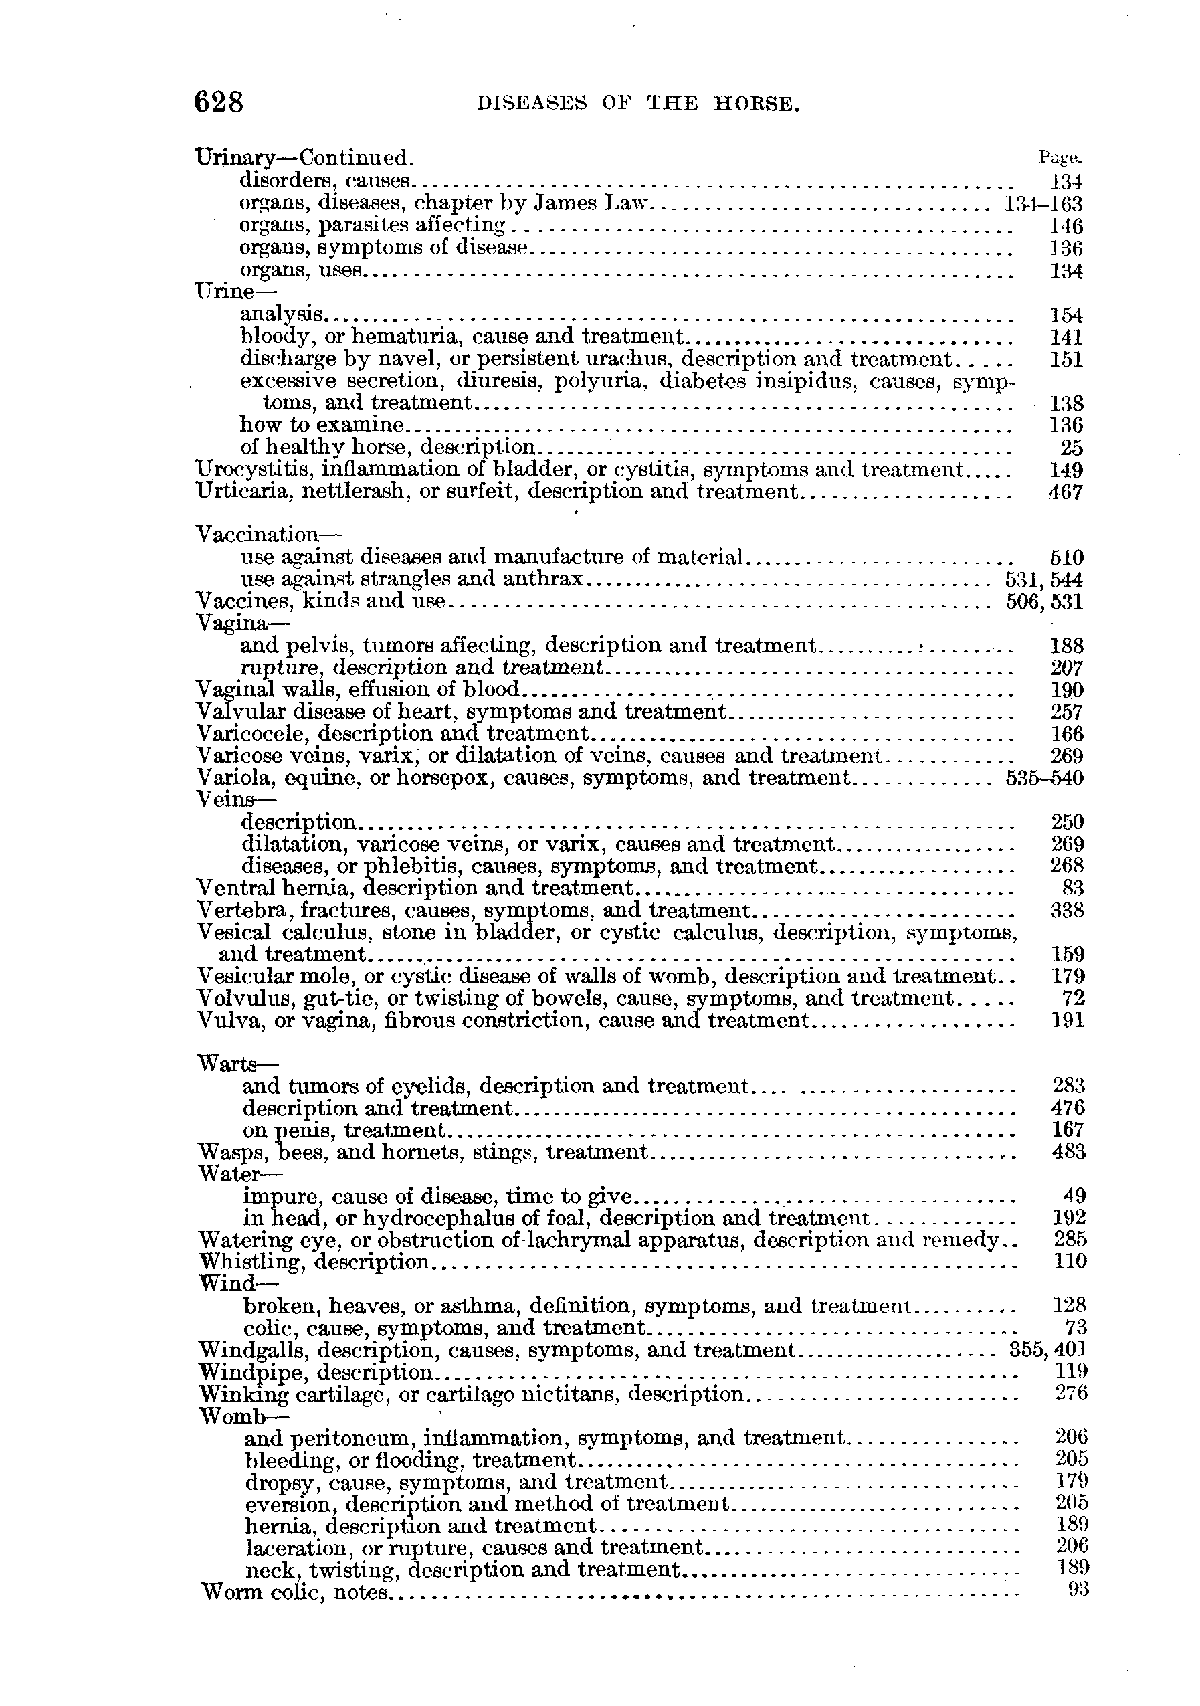 628 DISEASES OF THE HORSE.
Urinary—Continued. Page.
disorders, causes 134
organs, diseases, chapter by James Law 134–163
organs, parasites affecting 146
organs, symptoms of disease 136
organs, uses 134
Urine—
analysis 154
bloody, or hematuria, cause and treatment 141
discharge by navel, or persistent urachus, description and treatment 151
excessive secretion, diuresis, polyuria, diabetes insipidus, causes, symp-
toms, and treatment 138
how to examine 136
of healthy horse, description 25
Urocystitis, inflammation of bladder, or cystitis, symptoms and treatment 149
Urticaria, nettlerash, or surfeit, description and treatment 467
Vaccination—
use against diseases and manufacture of material 510
use against strangles and anthrax 531, 544
Vaccines, kinds and use 506, 531
Vagina—
and pelvis, tumors affecting, description and treatment 188
rupture, description and treatment 207
Vaginal walls, effusion of blood 190
Valvular disease of heart, symptoms and treatment 257
Varicocele, description and treatment 166
Varicose veins, varix, or dilatation of veins, causes and treatment 269
Variola, equine, or horsepox, causes, symptoms, and treatment 535–540
Veins—
description 250
dilatation, varicose veins, or varix, causes and treatment 269
diseases, or phlebitis, causes, symptoms, and treatment 268
Ventral hernia, description and treatment 83
Vertebra, fractures, causes, symptoms, and treatment 338
Vesical calculus, stone in bladder, or cystic calculus, description, symptoms,
and treatment 159
Vesicular mole, or cystic disease of walls of womb, description and treatment 179
Volvulus, gut-tie, or twisting of bowels, cause, symptoms, and treatment 72
Vulva, or vagina, fibrous constriction, cause and treatment 191
Warts—
and tumors of eyelids, description and treatment 283
description and treatment 476
on penis, treatment 167
Wasps, bees, and hornets, stings, treatment 483
Water—
impure, cause of disease, time to give 49
in head, or hydrocephalus of foal, description and treatment 192
Watering eye, or obstruction of lachrymal apparatus, description and remedy 285
Whistling, description 110
Wind—
broken, heaves, or asthma, definition, symptoms, and treatment 128
colic, cause, symptoms, and treatment 73
Windgalls, description, causes, symptoms, and treatment 355, 401
Windpipe, description 119
Winking cartilage, or cartilago nictitans, description 276
Womb—
and peritoneum, inflammation, symptoms, and treatment 206
bleeding, or flooding, treatment 205
dropsy, cause, symptoms, and treatment 179
eversion, description and method of treatment 205
hernia, description and treatment 189
laceration, or rupture, causes and treatment 206
neck, twisting, description and treatment 189
Worm colic, notes 93